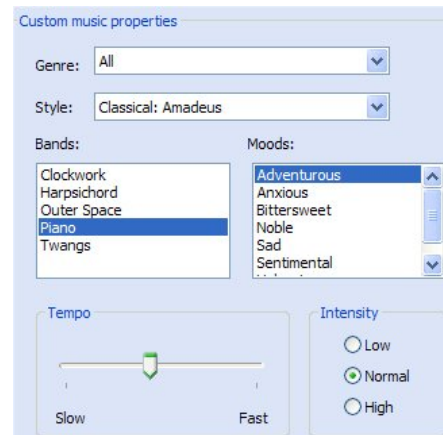 Custom music properties
Genre: All
Style: Classical: Amadeus
Bands: Moods:
Clockwork
Harpsichord
Outer Space
Piano
Twangs
Adventurous
Anxious
Bittersweet
Noble
Sad
Sentimental
Tempo
Slow Fast
Intensity
Low
Normal
High